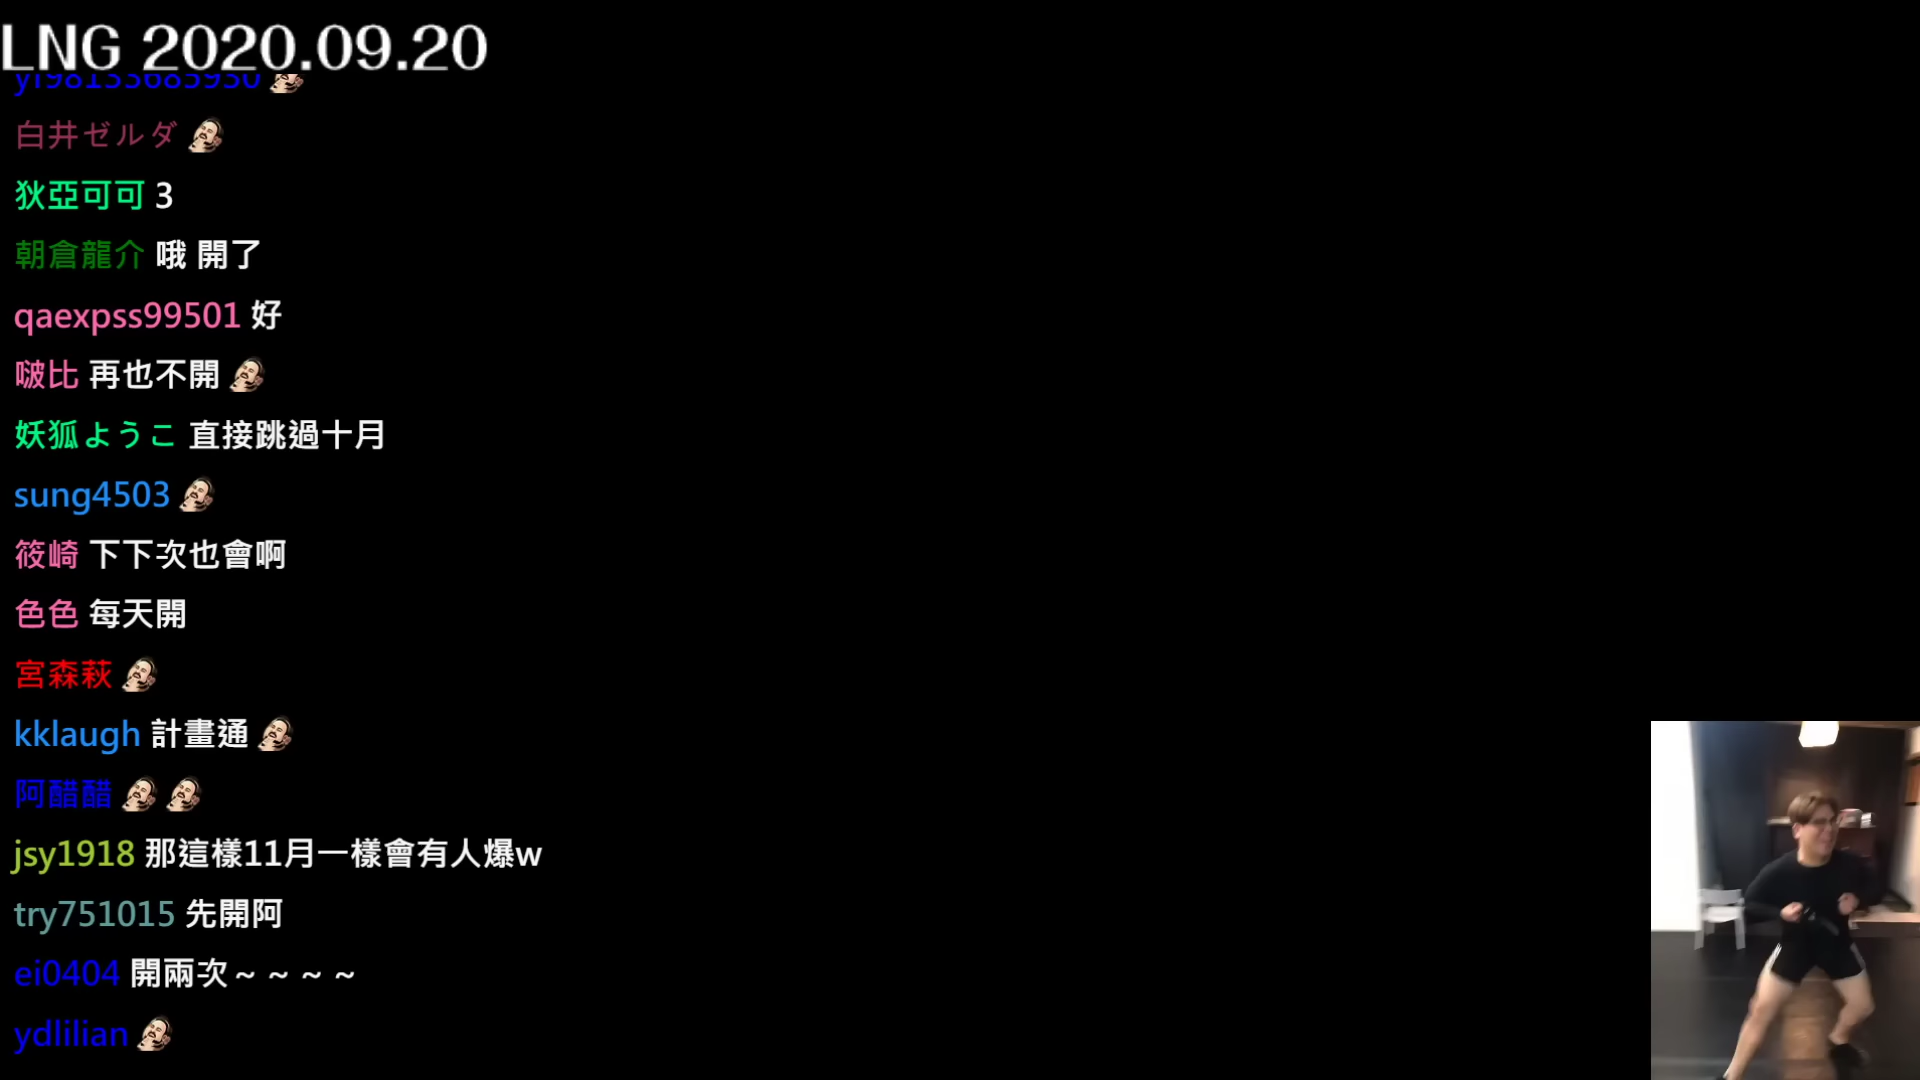 LNG 2020.09.20
yi98133685930
白井ゼルダ
狄亞可可 3
朝倉龍介 哦 開了
qaexpss99501 好
啵比 再也不開
妖狐ようこ 直接跳過十月
sung4503
筱崎 下下次也會啊
色色 每天開
宮森萩
kklaugh 計畫通
阿醋醋
jsy1918 那這樣11月一樣會有人爆w
try751015 先開阿
ei0404 開兩次～～～～
ydlilian